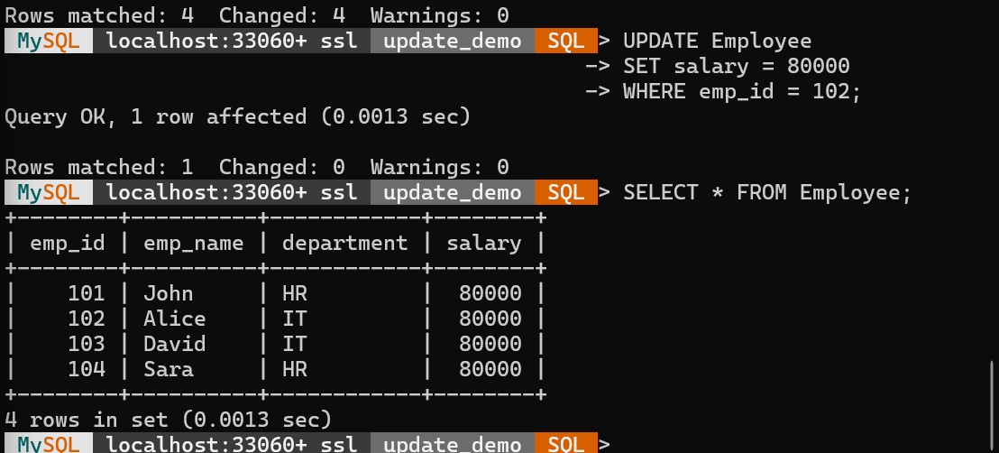 Rows matched: 4  Changed: 4  Warnings: 0
MySQL  localhost:33060+ ssl  update_demo  SQL > UPDATE Employee
-> SET salary = 80000
-> WHERE emp_id = 102;
Query OK, 1 row affected (0.0013 sec)
Rows matched: 1  Changed: 0  Warnings: 0
MySQL  localhost:33060+ ssl  update_demo  SQL > SELECT * FROM Employee;
+--------+----------+------------+--------+
| emp_id | emp_name | department | salary |
+--------+----------+------------+--------+
|    101 | John     | HR         |  80000 |
|    102 | Alice    | IT         |  80000 |
|    103 | David    | IT         |  80000 |
|    104 | Sara     | HR         |  80000 |
+--------+----------+------------+--------+
4 rows in set (0.0013 sec)
MySQL  localhost:33060+ ssl  update_demo  SQL >